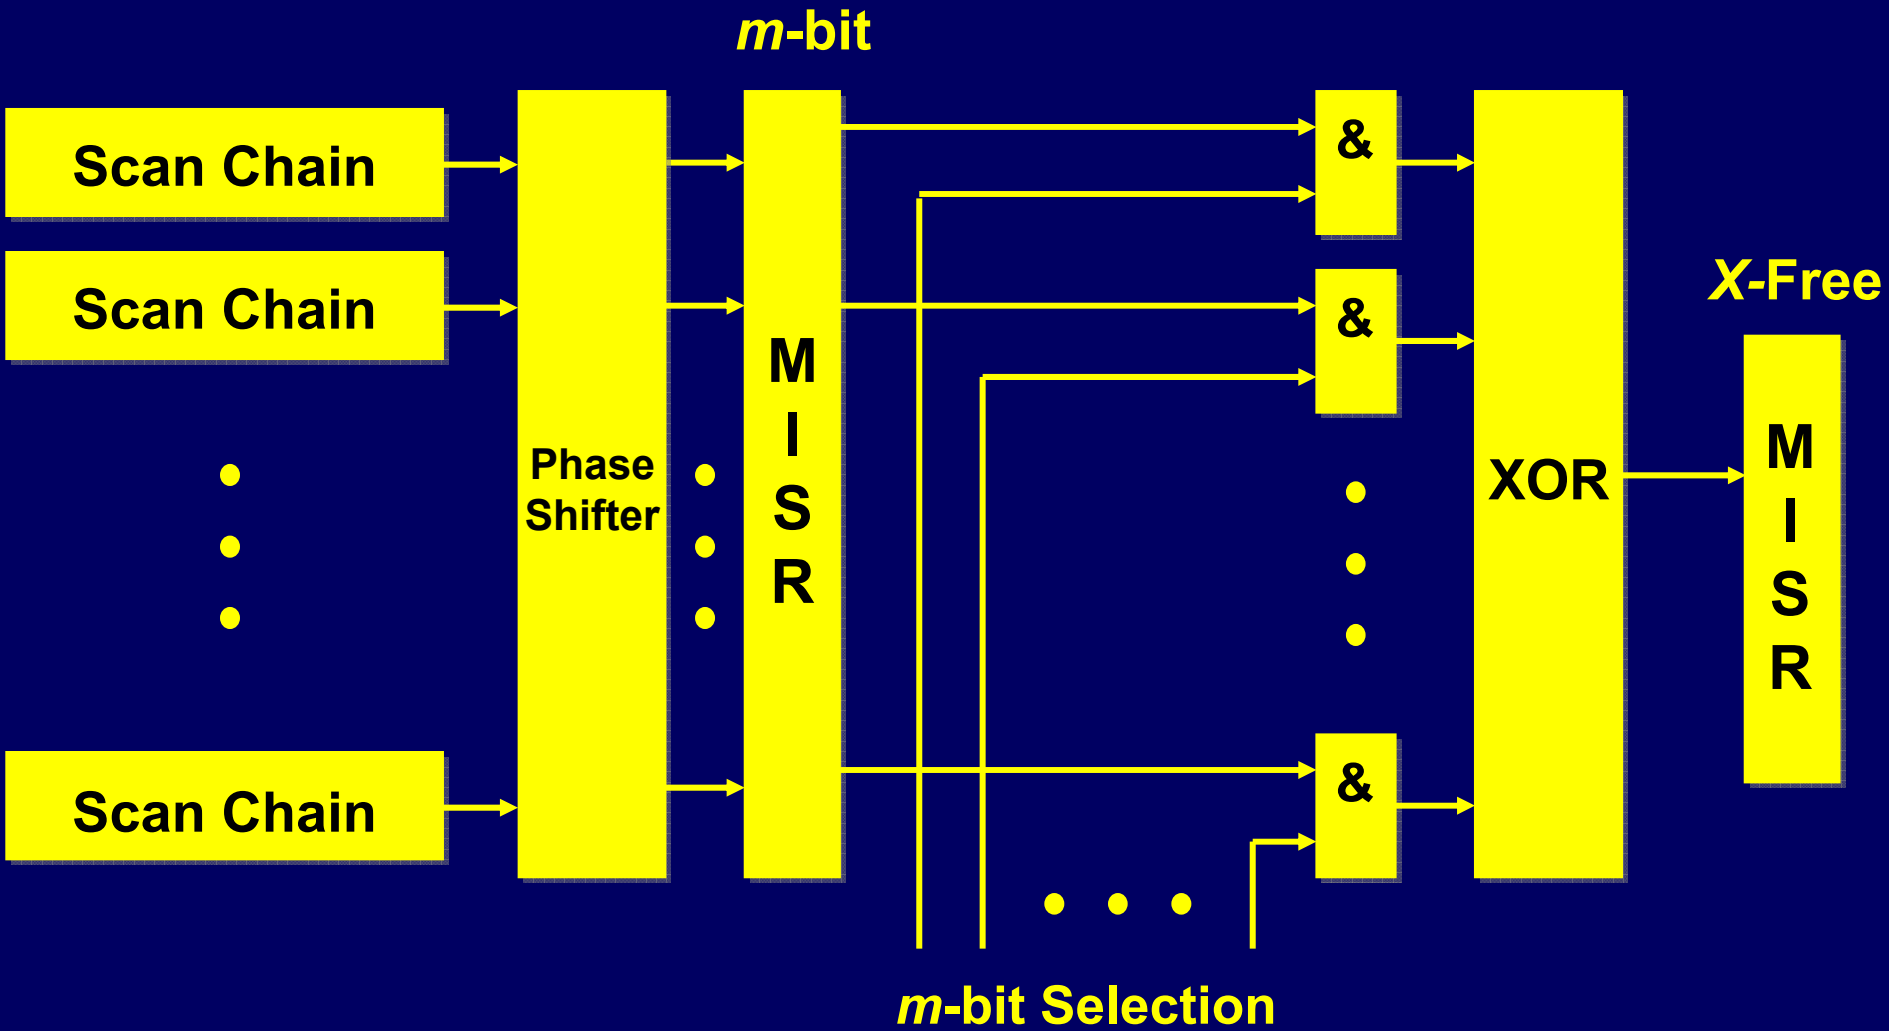 m-bit
Scan Chain
Scan Chain
Scan Chain
Phase
Shifter
M
I
S
R
&
&
&
XOR
X-Free
M
I
S
R
m-bit Selection